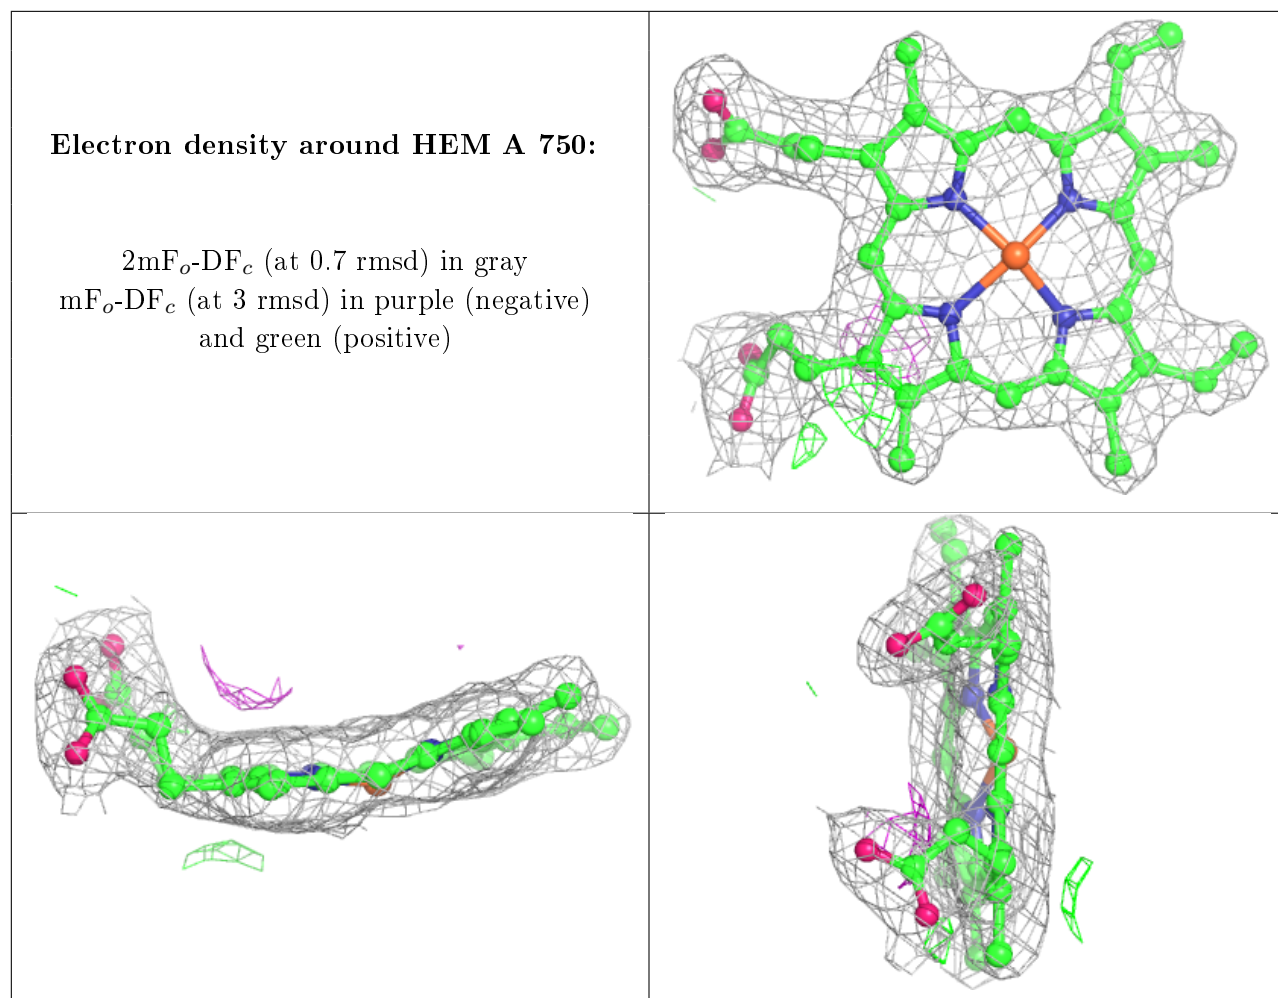 Electron density around HEM A 750:
2mFo-DFc (at 0.7 rmsd) in gray
mFo-DFc (at 3 rmsd) in purple (negative)
and green (positive)